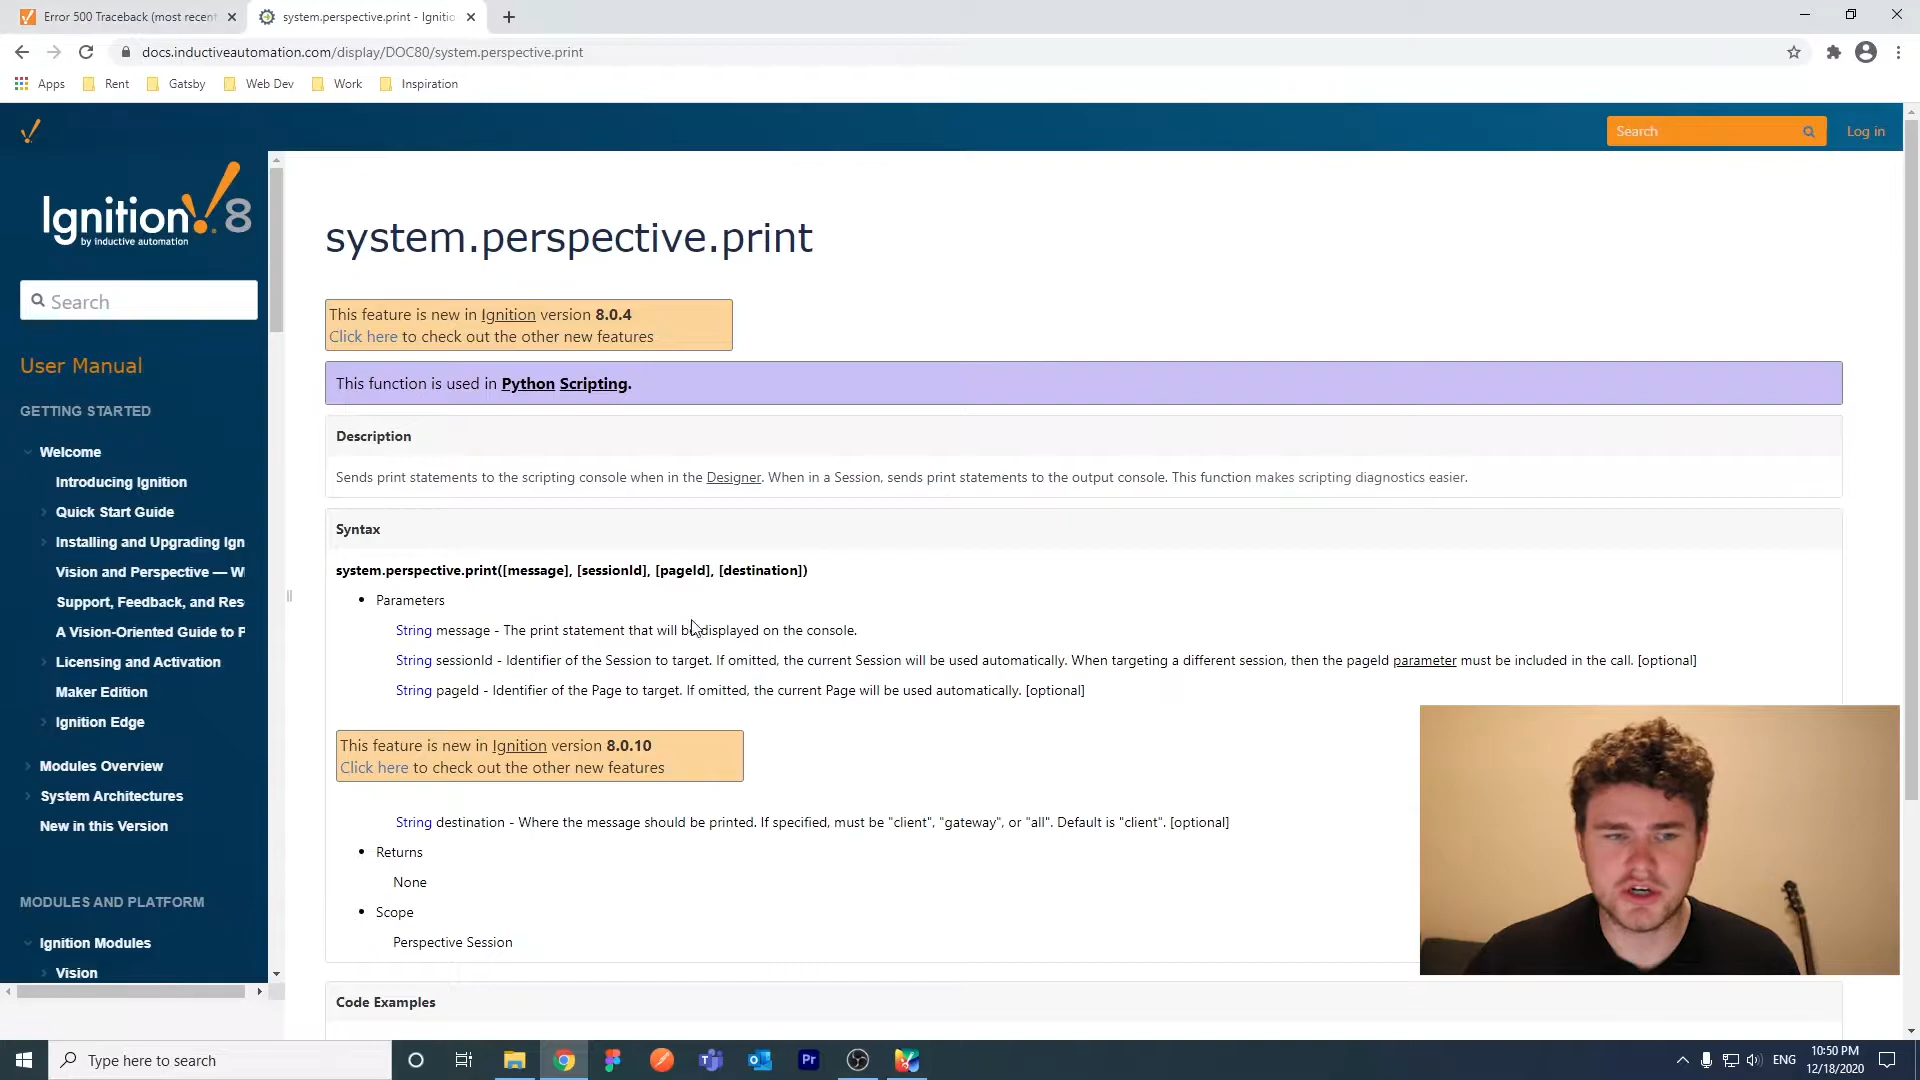 Error 500 Traceback (most recent
system.perspective.print - Ignitio
docs.inductiveautomation.com/display/DOC80/system.perspective.print
Apps
Rent
Gatsby
Web Dev
Work
Inspiration
Search
Log in
Ignition! 8
by inductive automation
Search
User Manual
GETTING STARTED
Welcome
Introducing Ignition
Quick Start Guide
Installing and Upgrading Ign
Vision and Perspective — W
Support, Feedback, and Res
A Vision-Oriented Guide to P
Licensing and Activation
Maker Edition
Ignition Edge
Modules Overview
System Architectures
New in this Version
MODULES AND PLATFORM
Ignition Modules
Vision
system.perspective.print
This feature is new in Ignition version 8.0.4
Click here to check out the other new features
This function is used in Python Scripting.
Description
Sends print statements to the scripting console when in the Designer. When in a Session, sends print statements to the output console. This function makes scripting diagnostics easier.
Syntax
system.perspective.print([message], [sessionId], [pageId], [destination])
Parameters
String message - The print statement that will be displayed on the console.
String sessionId - Identifier of the Session to target. If omitted, the current Session will be used automatically. When targeting a different session, then the pageId parameter must be included in the call. [optional]
String pageId - Identifier of the Page to target. If omitted, the current Page will be used automatically. [optional]
This feature is new in Ignition version 8.0.10
Click here to check out the other new features
String destination - Where the message should be printed. If specified, must be "client", "gateway", or "all". Default is "client". [optional]
Returns
None
Scope
Perspective Session
Code Examples
Type here to search
Pr
ENG
10:50 PM
12/18/2020